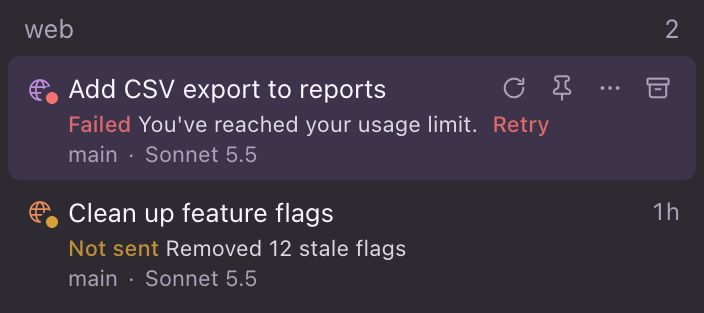 web 2
Add CSV export to reports
Failed You've reached your usage limit. Retry
main · Sonnet 5.5
Clean up feature flags 1h
Not sent Removed 12 stale flags
main · Sonnet 5.5